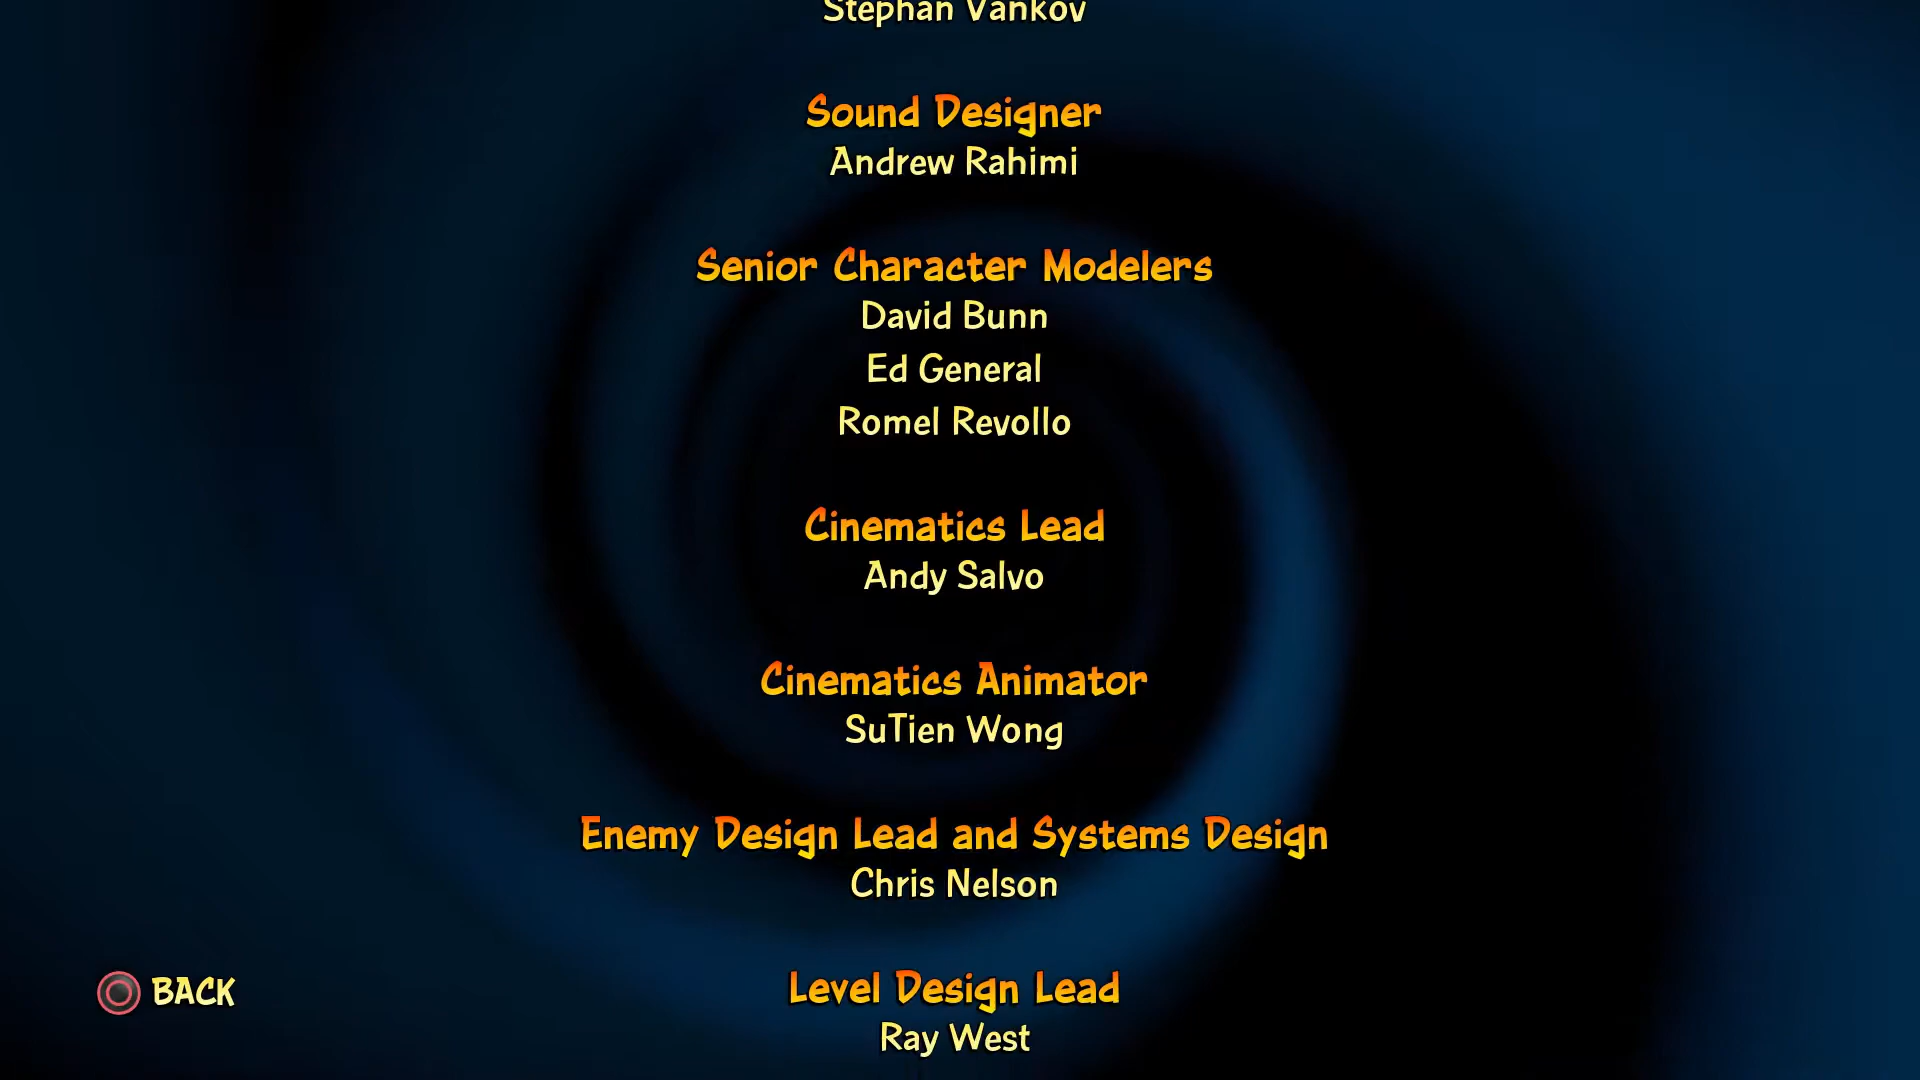 Stephan Vankov
Sound Designer
Andrew Rahimi
Senior Character Modelers
David Bunn
Ed General
Romel Revollo
Cinematics Lead
Andy Salvo
Cinematics Animator
SuTien Wong
Enemy Design Lead and Systems Design
Chris Nelson
Level Design Lead
Ray West
BACK